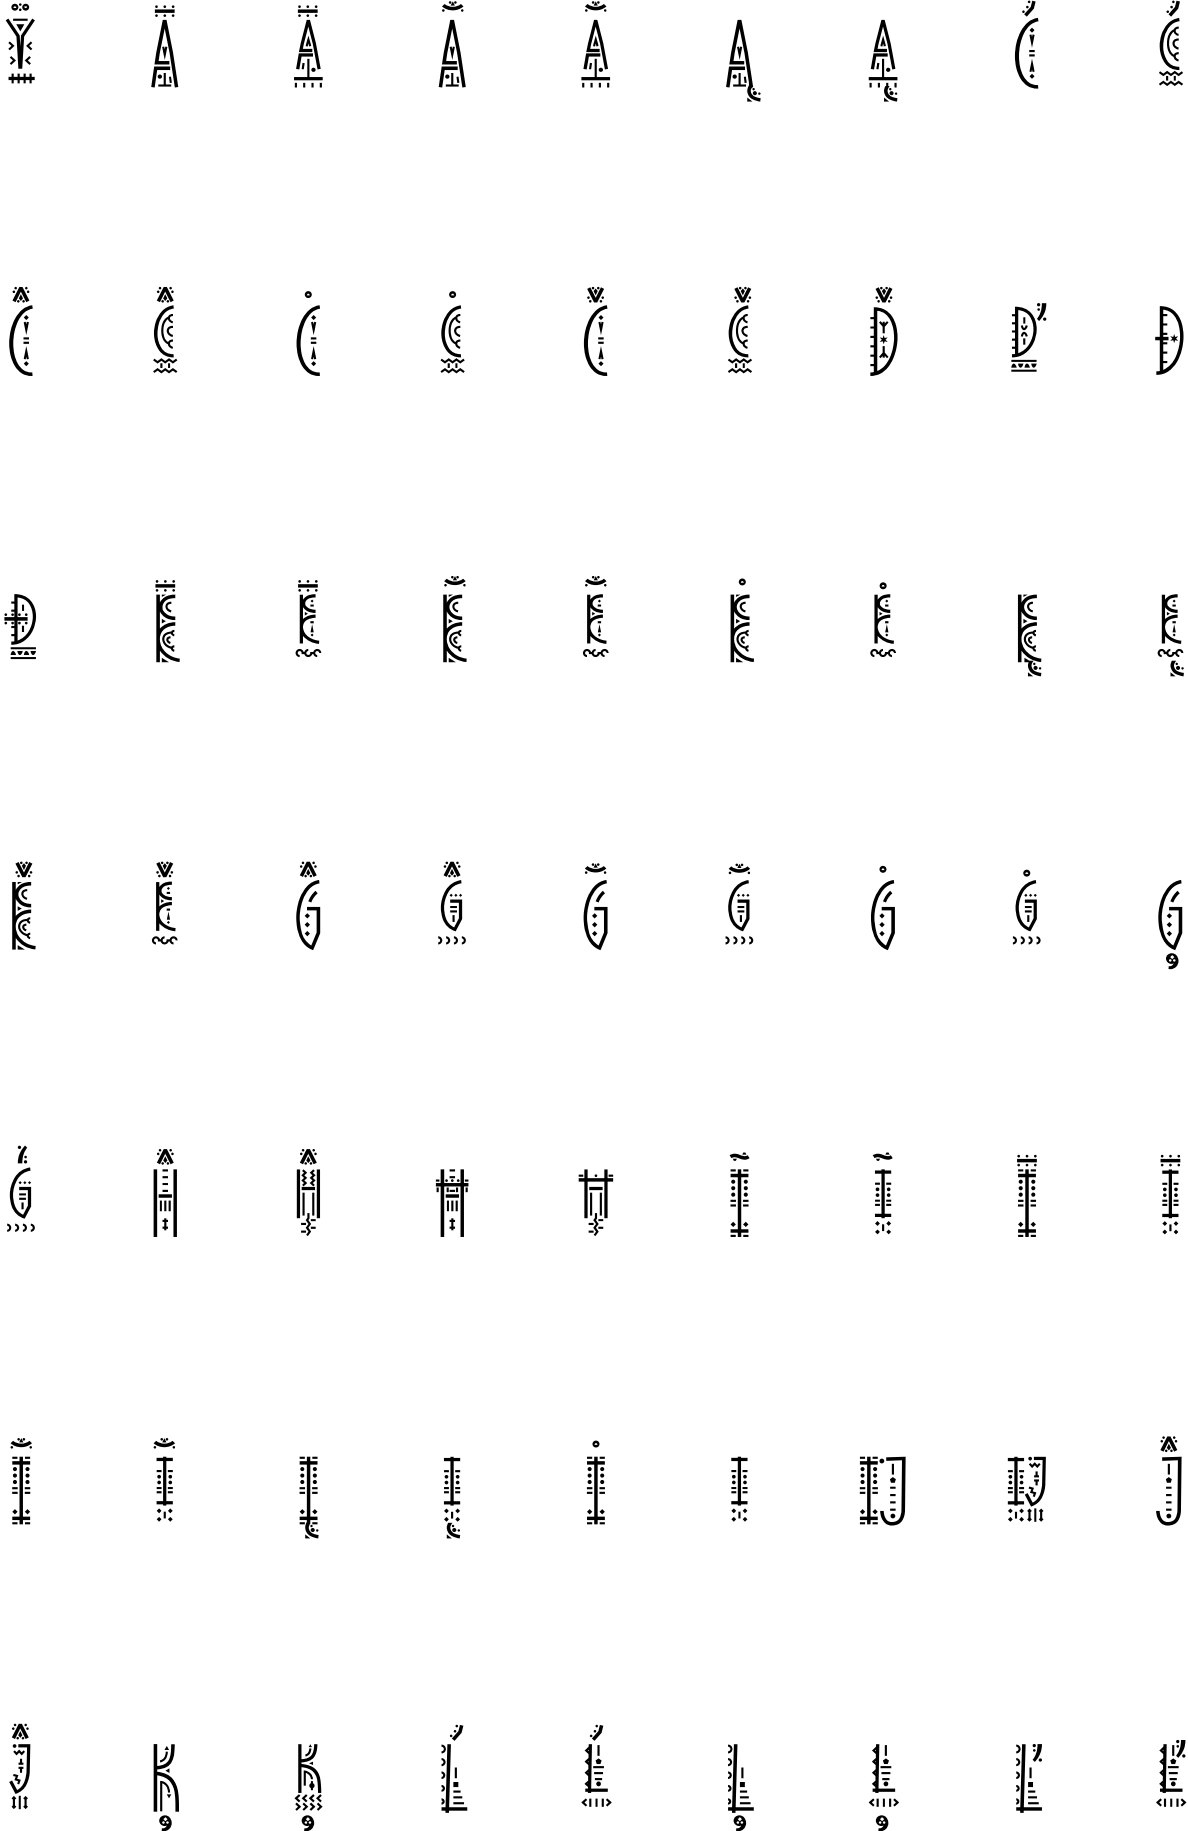 ÿ Ā ā Ă ă Ą ą Ć ć
Ĉ ĉ Ċ ċ Č č Ď ď Đ
đ Ē ē Ĕ ĕ Ė ė Ę ę
Ě ě Ĝ ĝ Ğ ğ Ġ ġ Ģ
ģ Ĥ ĥ Ħ ħ Ĩ ĩ Ī ī
Ĭ ĭ Į į İ ı Ĳ ĳ Ĵ
ĵ Ķ ķ Ĺ ĺ Ļ ļ Ľ ľ